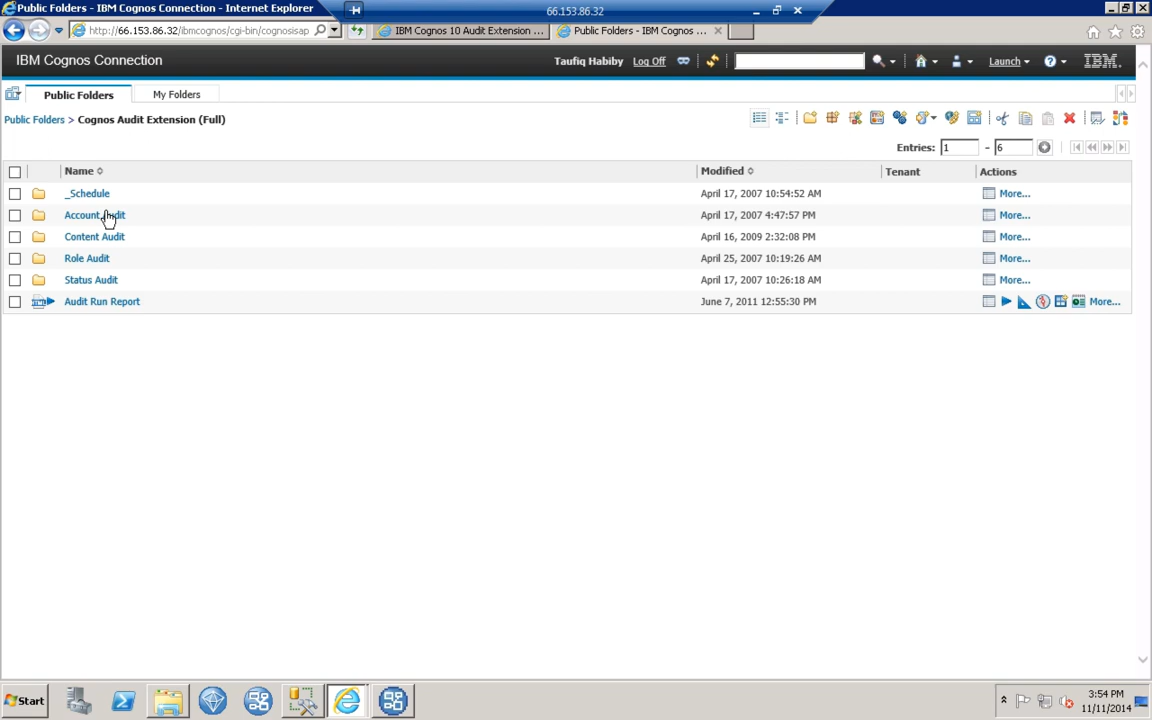 Public Folders - IBM Cognos Connection - Internet Explorer
66.153.86.32
http://66.153.86.32/ibmcognos/cgi-bin/cognosisap
IBM Cognos 10 Audit Extension ...
Public Folders - IBM Cognos ...
IBM Cognos Connection
Taufiq Habiby
Log Off
Launch
IBM.
Public Folders
My Folders
Public Folders > Cognos Audit Extension (Full)
Entries: 1 - 6
Name Modified Tenant Actions
_Schedule April 17, 2007 10:54:52 AM More...
Account Audit April 17, 2007 4:47:57 PM More...
Content Audit April 16, 2009 2:32:08 PM More...
Role Audit April 25, 2007 10:19:26 AM More...
Status Audit April 17, 2007 10:26:18 AM More...
Audit Run Report June 7, 2011 12:55:30 PM More...
Start
3:54 PM
11/11/2014